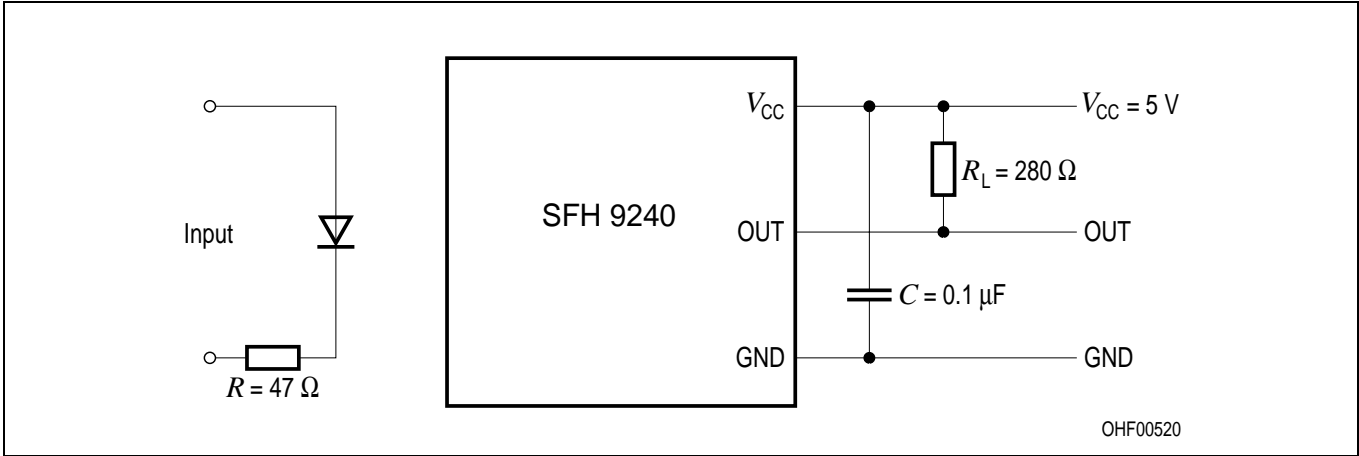 V_CC
V_CC = 5 V
R_L = 280 Ω
Input
SFH 9240
OUT
OUT
C = 0.1 μF
GND
GND
R = 47 Ω
OHF00520